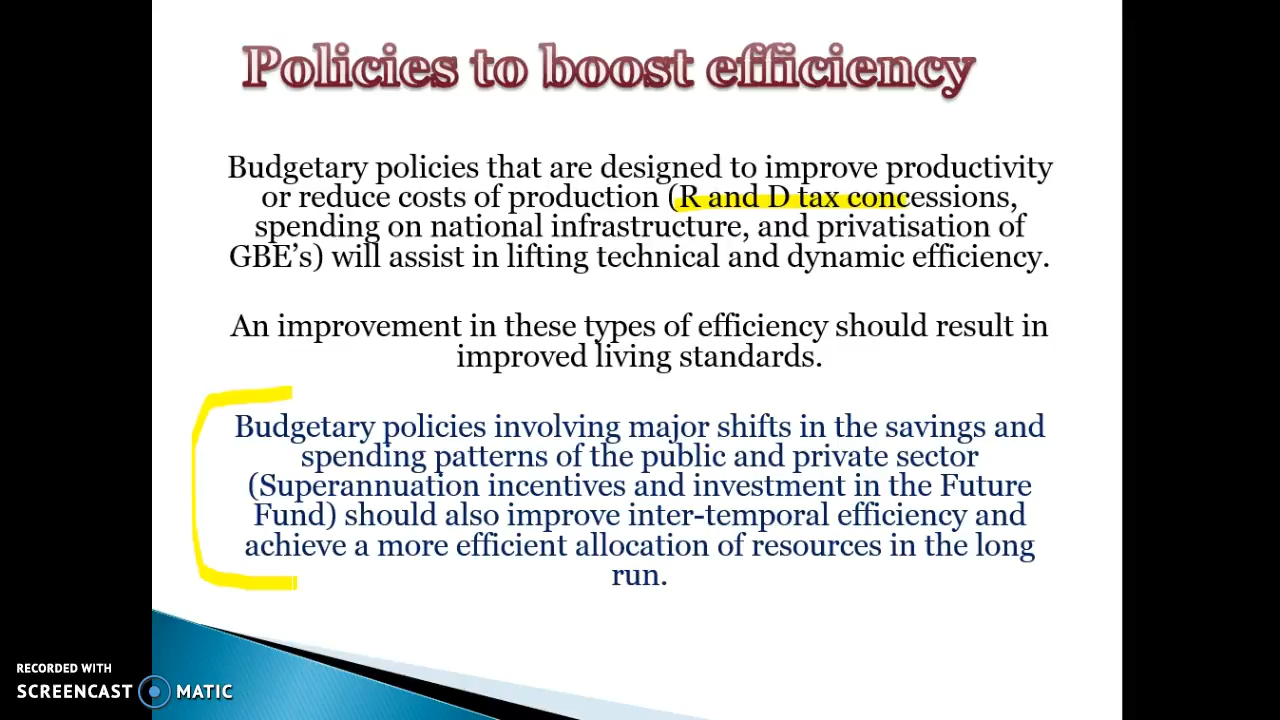 Policies to boost efficiency
Budgetary policies that are designed to improve productivity
or reduce costs of production (R and D tax concessions,
spending on national infrastructure, and privatisation of
GBE’s) will assist in lifting technical and dynamic efficiency.
An improvement in these types of efficiency should result in
improved living standards.
Budgetary policies involving major shifts in the savings and
spending patterns of the public and private sector
(Superannuation incentives and investment in the Future
Fund) should also improve inter-temporal efficiency and
achieve a more efficient allocation of resources in the long
run.
RECORDED WITH
SCREENCAST MATIC